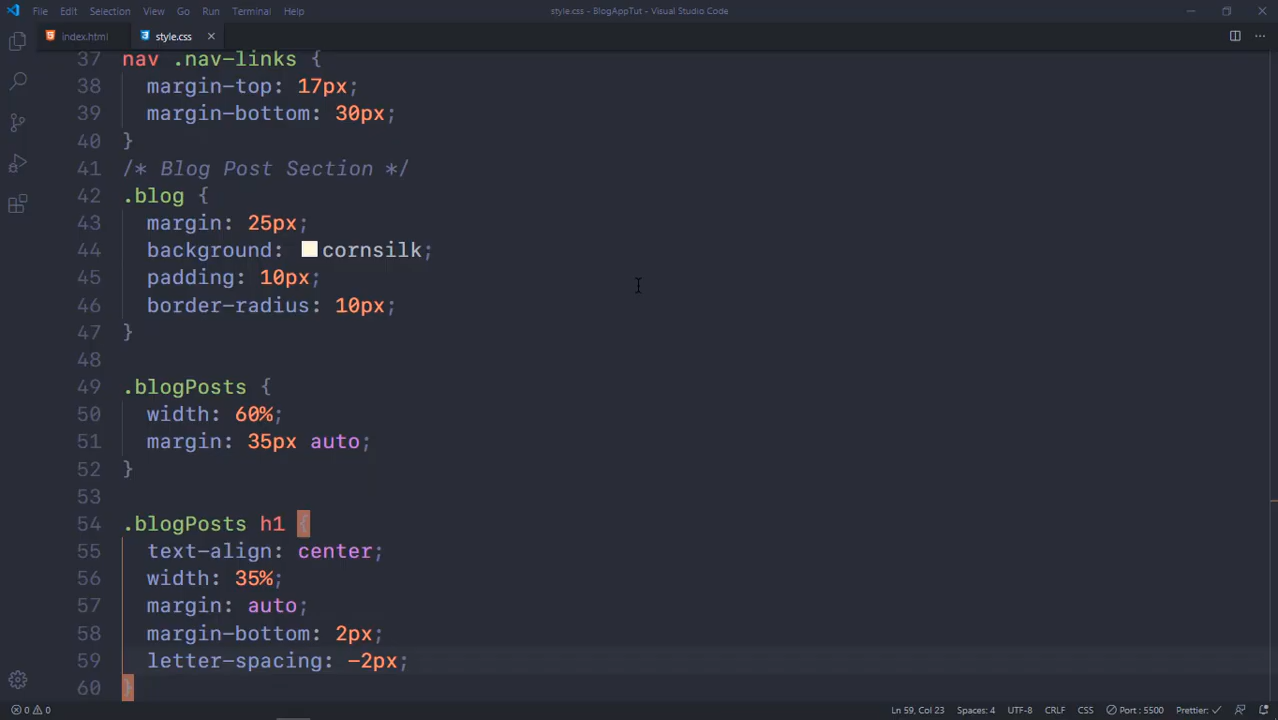 File Edit Selection View Go Run Terminal Help style.css - BlogAppTut - Visual Studio Code
index.html style.css
37 nav .nav-links {
38 margin-top: 17px;
39 margin-bottom: 30px;
40 }
41 /* Blog Post Section */
42 .blog {
43 margin: 25px;
44 background: cornsilk;
45 padding: 10px;
46 border-radius: 10px;
47 }
48
49 .blogPosts {
50 width: 60%;
51 margin: 35px auto;
52 }
53
54 .blogPosts h1 {
55 text-align: center;
56 width: 35%;
57 margin: auto;
58 margin-bottom: 2px;
59 letter-spacing: -2px;
60 }
0 0 Ln 59, Col 23 Spaces: 4 UTF-8 CRLF CSS Port : 5500 Prettier: ✓